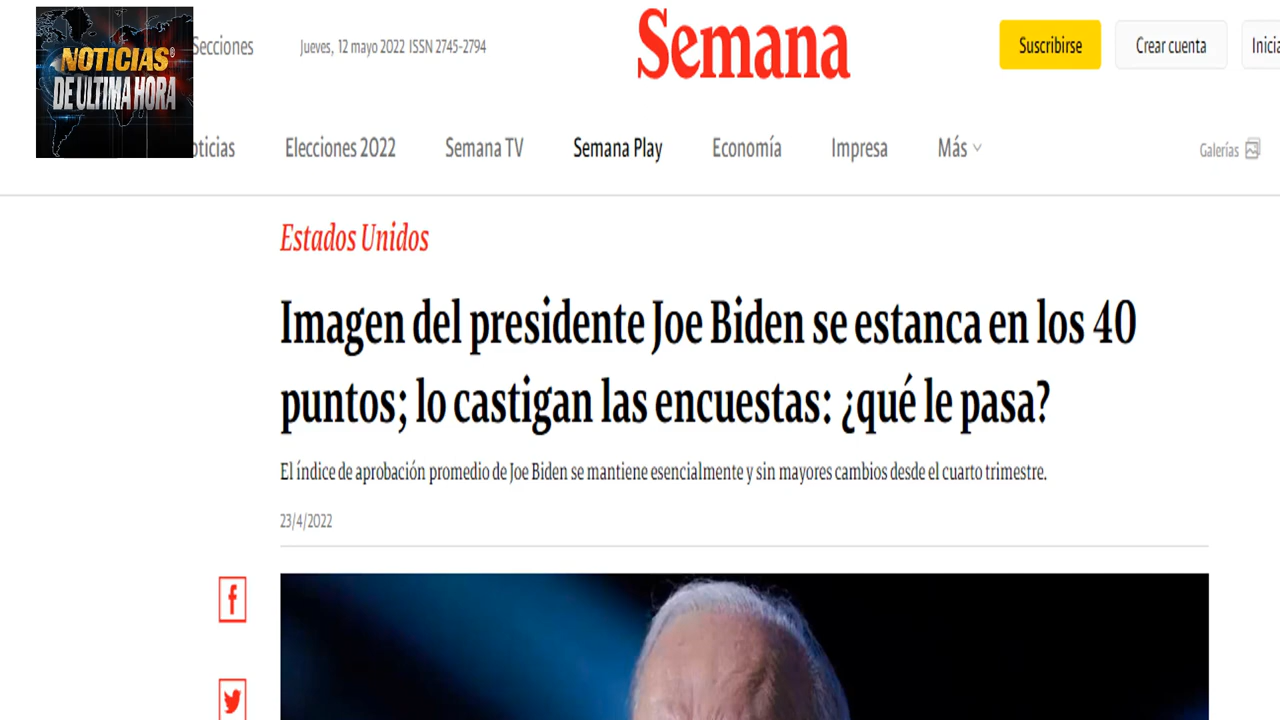 NOTICIAS®
DE ULTIMA HORA
Secciones
Jueves, 12 mayo 2022 ISSN 2745-2794
Semana
Suscribirse
Crear cuenta
Elecciones 2022
Semana TV
Semana Play
Economía
Impresa
Más
Galerías
Estados Unidos
Imagen del presidente Joe Biden se estanca en los 40
puntos; lo castigan las encuestas: ¿qué le pasa?
El índice de aprobación promedio de Joe Biden se mantiene esencialmente y sin mayores cambios desde el cuarto trimestre.
23/4/2022